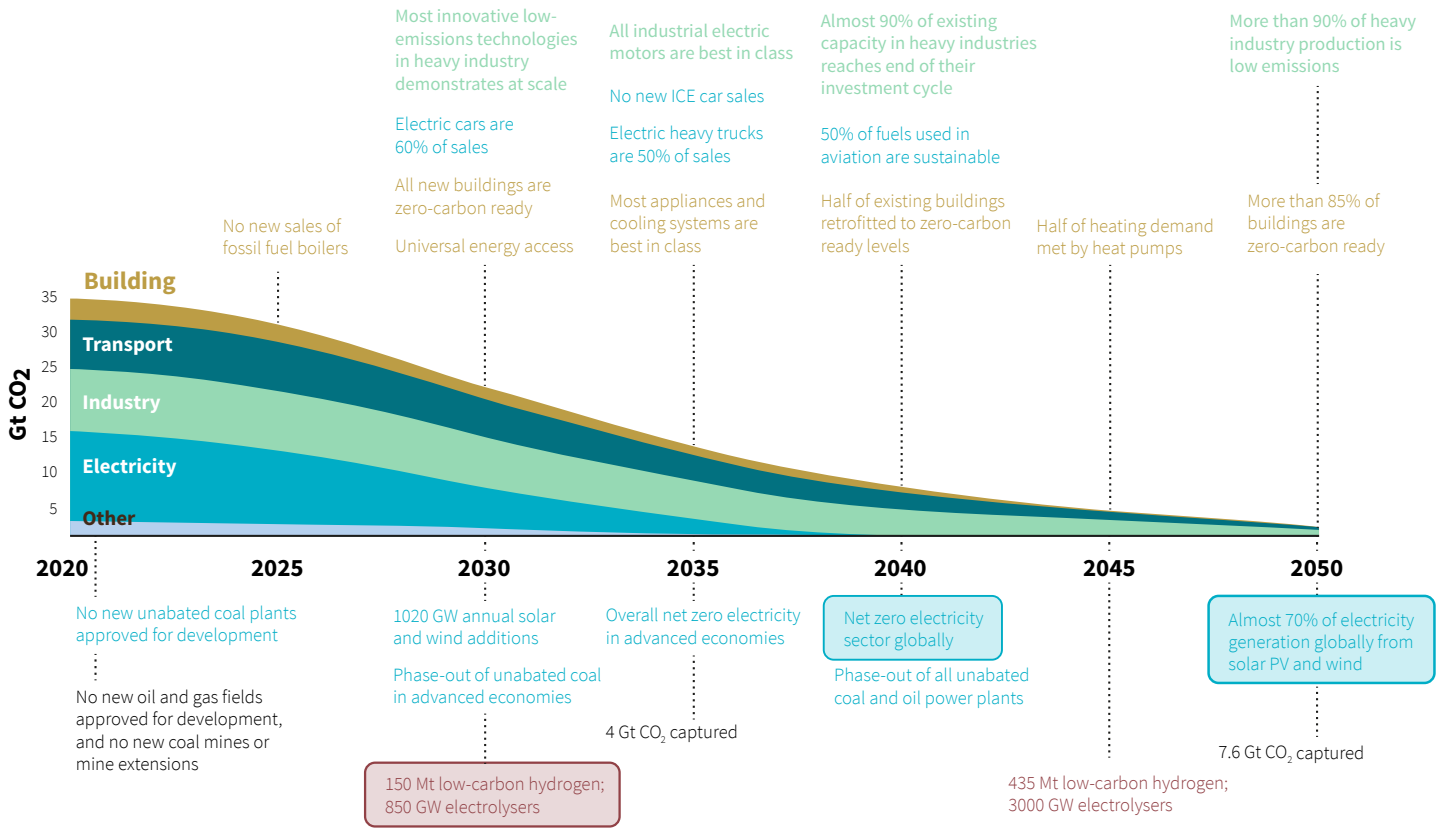 Most innovative low-
emissions technologies
in heavy industry
demonstrates at scale
Electric cars are
60% of sales
All new buildings are
zero-carbon ready
Universal energy access
All industrial electric
motors are best in class
No new ICE car sales
Electric heavy trucks
are 50% of sales
Most appliances and
cooling systems are
best in class
Almost 90% of existing
capacity in heavy industries
reaches end of their
investment cycle
50% of fuels used in
aviation are sustainable
Half of existing buildings
retrofitted to zero-carbon
ready levels
More than 90% of heavy
industry production is
low emissions
More than 85% of
buildings are
zero-carbon ready
No new sales of
fossil fuel boilers
Half of heating demand
met by heat pumps
Building
Transport
Industry
Electricity
Other
Gt CO2
35
30
25
20
15
10
5
2020
2025
2030
2035
2040
2045
2050
No new unabated coal plants
approved for development
No new oil and gas fields
approved for development,
and no new coal mines or
mine extensions
1020 GW annual solar
and wind additions
Phase-out of unabated coal
in advanced economies
150 Mt low-carbon hydrogen;
850 GW electrolysers
Overall net zero electricity
in advanced economies
4 Gt CO2 captured
Net zero electricity
sector globally
Phase-out of all unabated
coal and oil power plants
435 Mt low-carbon hydrogen;
3000 GW electrolysers
Almost 70% of electricity
generation globally from
solar PV and wind
7.6 Gt CO2 captured